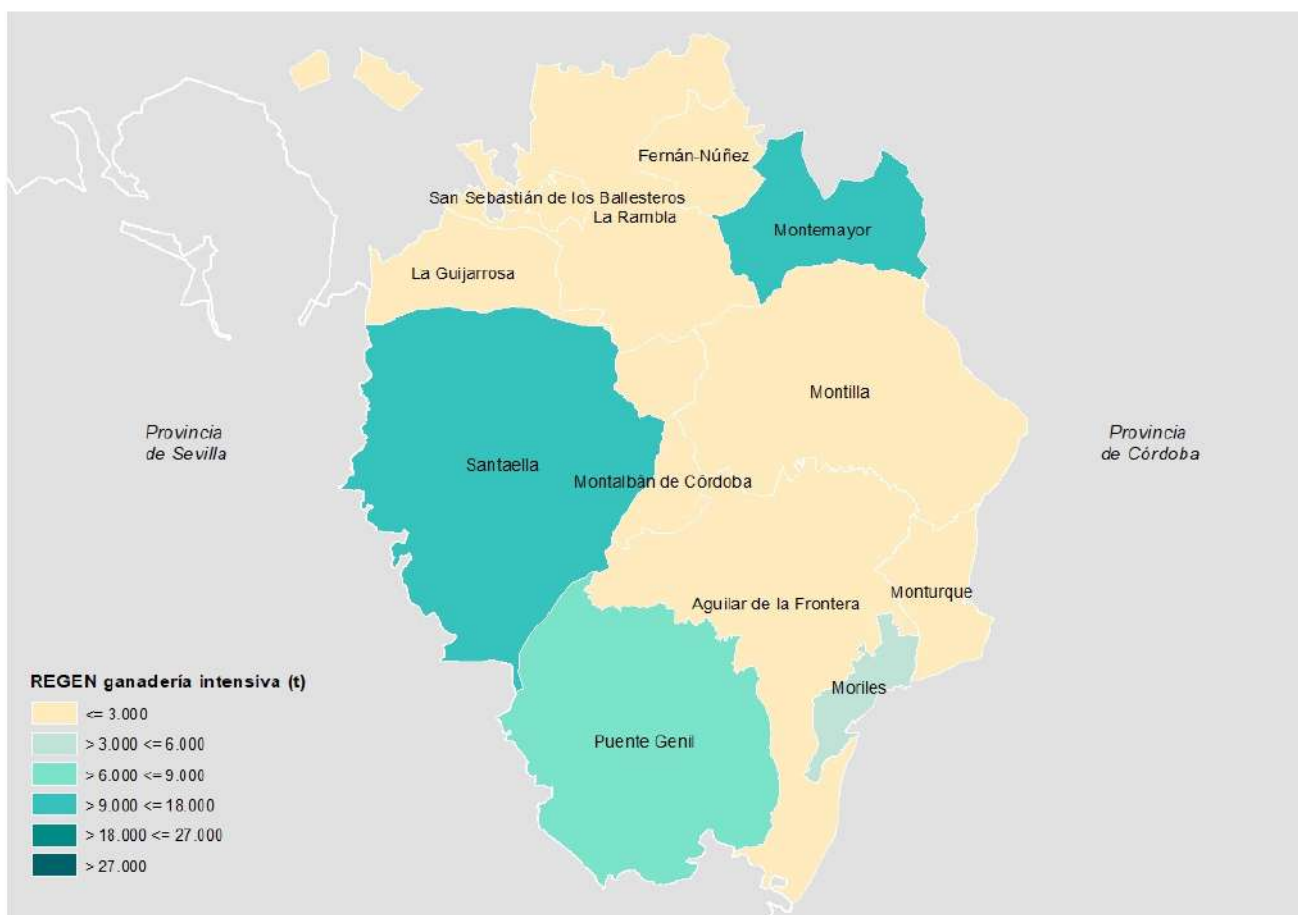 Fernán-Núñez
San Sebastián de los Ballesteros
La Rambla
Montemayor
La Guijarrosa
Montilla
Provincia
de Sevilla
Provincia
de Córdoba
Santaella
Montalbán de Córdoba
Monturque
Aguilar de la Frontera
Moriles
Puente Genil
REGEN ganadería intensiva (t)
<= 3.000
> 3.000 <= 6.000
> 6.000 <= 9.000
> 9.000 <= 18.000
> 18.000 <= 27.000
> 27.000